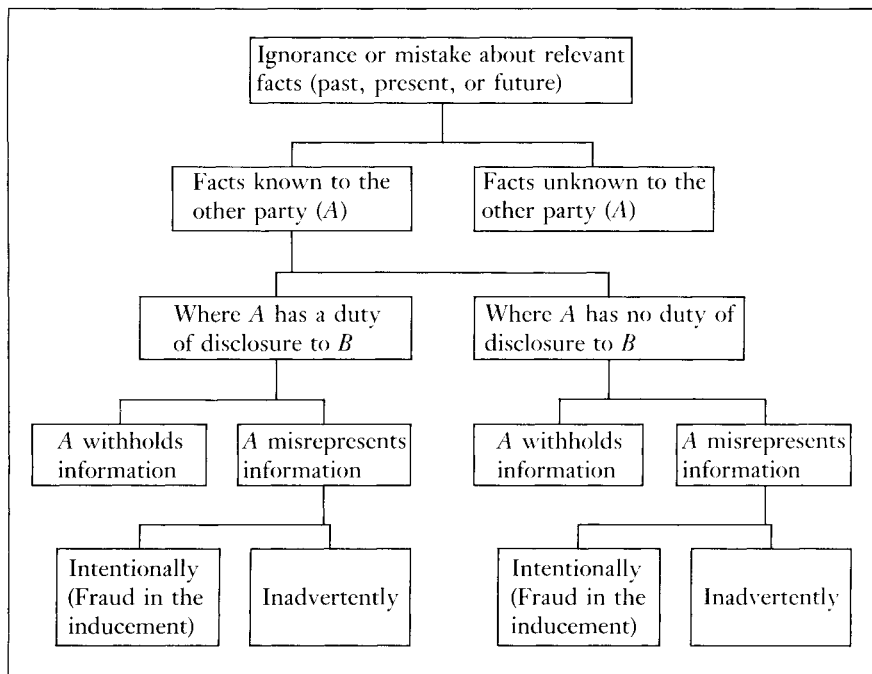 Ignorance or mistake about relevant
facts (past, present, or future)
Facts known to the
other party (A)
Facts unknown to the
other party (A)
Where A has a duty
of disclosure to B
Where A has no duty of
disclosure to B
A withholds
information
A misrepresents
information
A withholds
information
A misrepresents
information
Intentionally
(Fraud in the
inducement)
Inadvertently
Intentionally
(Fraud in the
inducement)
Inadvertently